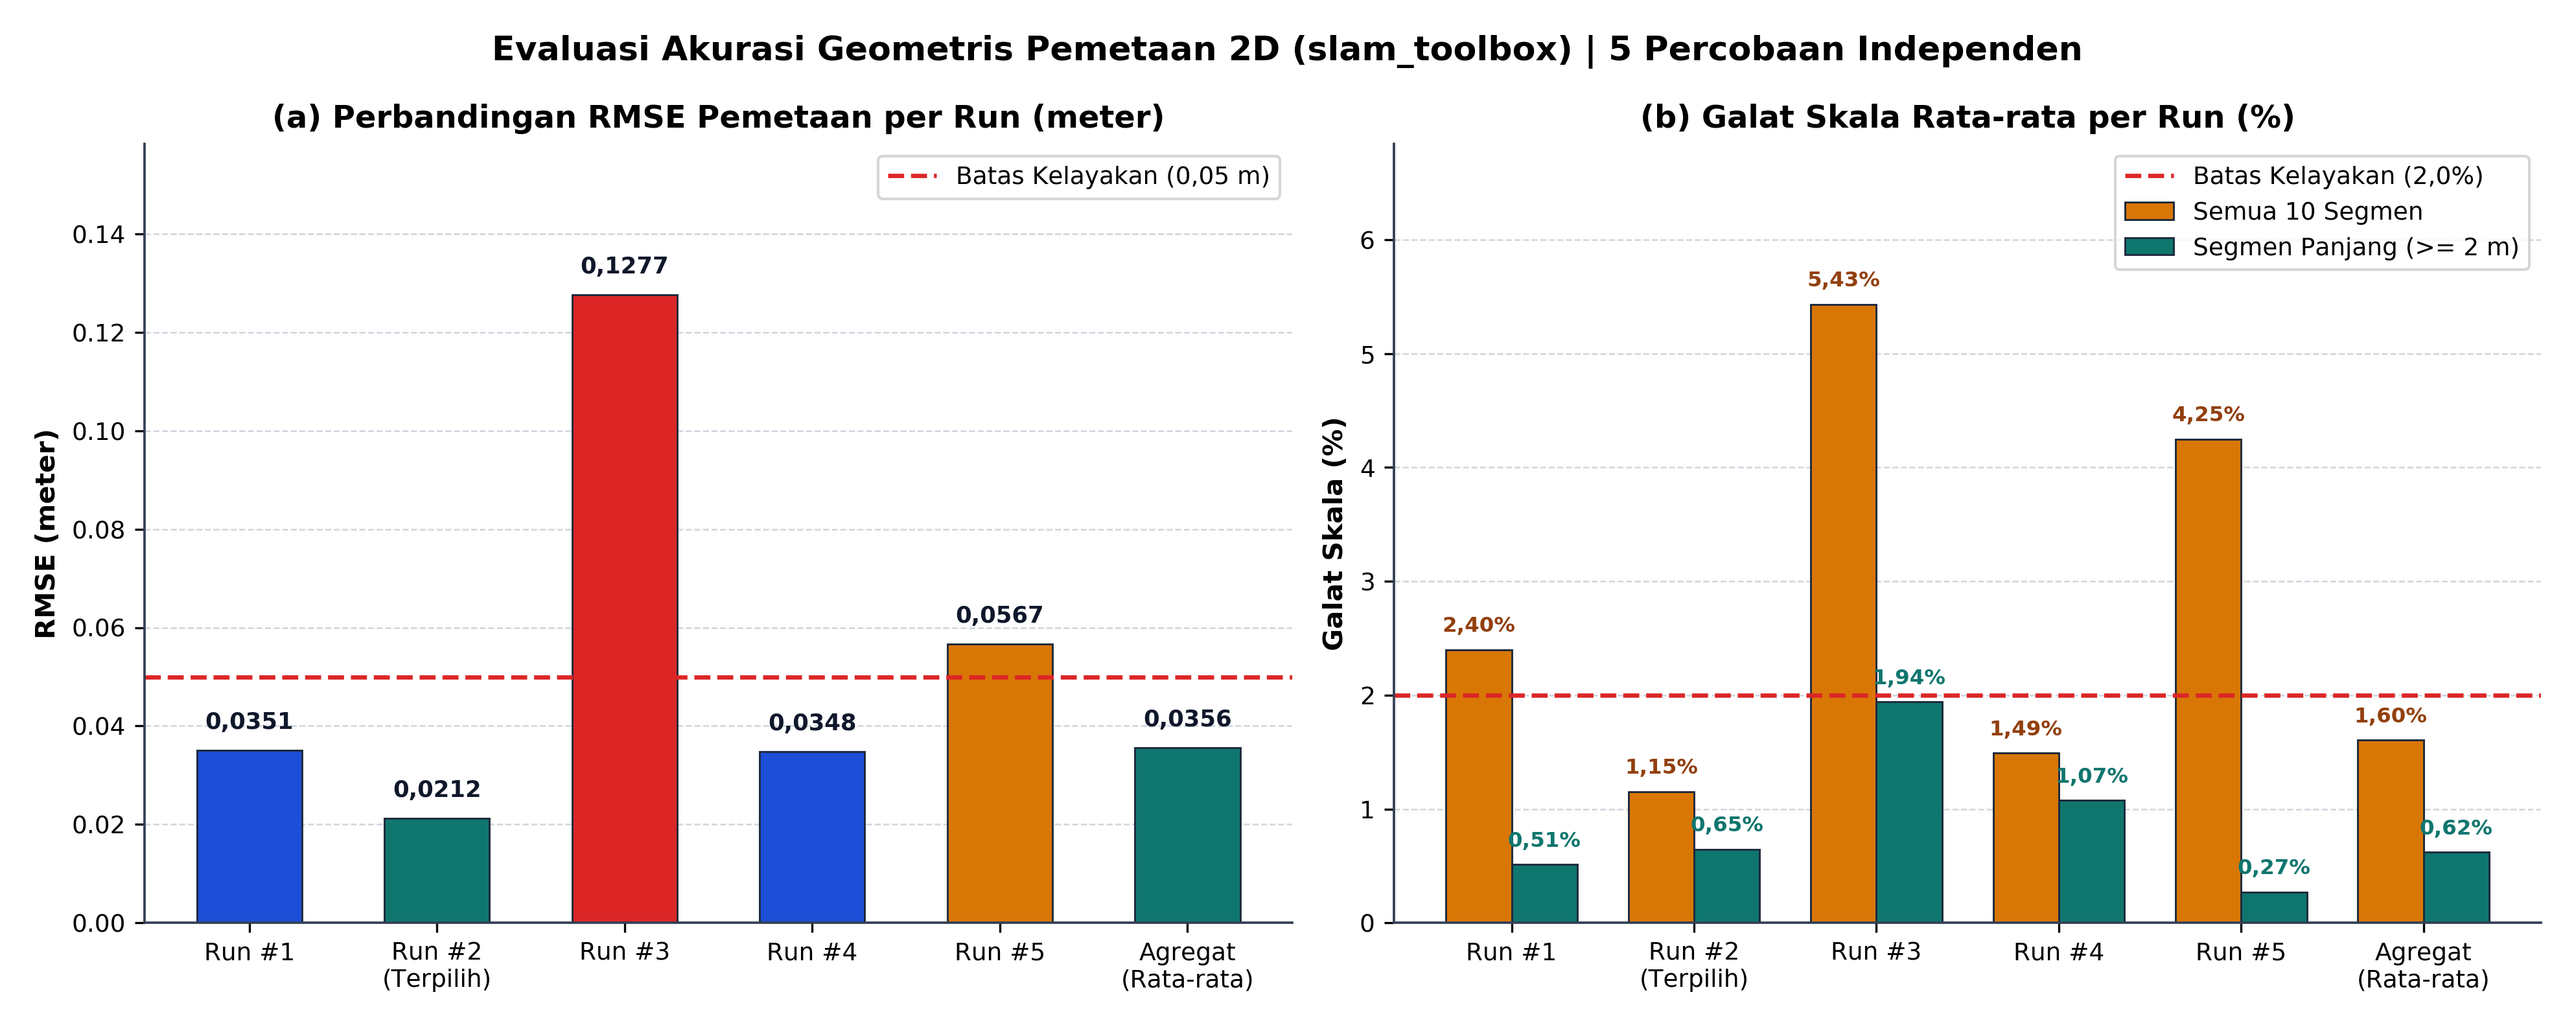 Evaluasi Akurasi Geometris Pemetaan 2D (slam_toolbox) | 5 Percobaan Independen
(a) Perbandingan RMSE Pemetaan per Run (meter)
Batas Kelayakan (0,05 m)
RMSE (meter)
0.14
0.12
0.10
0.08
0.06
0.04
0.02
0.00
0,0351
0,0212
0,1277
0,0348
0,0567
0,0356
Run #1
Run #2
(Terpilih)
Run #3
Run #4
Run #5
Agregat
(Rata-rata)
(b) Galat Skala Rata-rata per Run (%)
Batas Kelayakan (2,0%)
Semua 10 Segmen
Segmen Panjang (>= 2 m)
Galat Skala (%)
6
5
4
3
2
1
0
2,40%
0,51%
1,15%
0,65%
5,43%
1,94%
1,49%
1,07%
4,25%
0,27%
1,60%
0,62%
Run #1
Run #2
(Terpilih)
Run #3
Run #4
Run #5
Agregat
(Rata-rata)